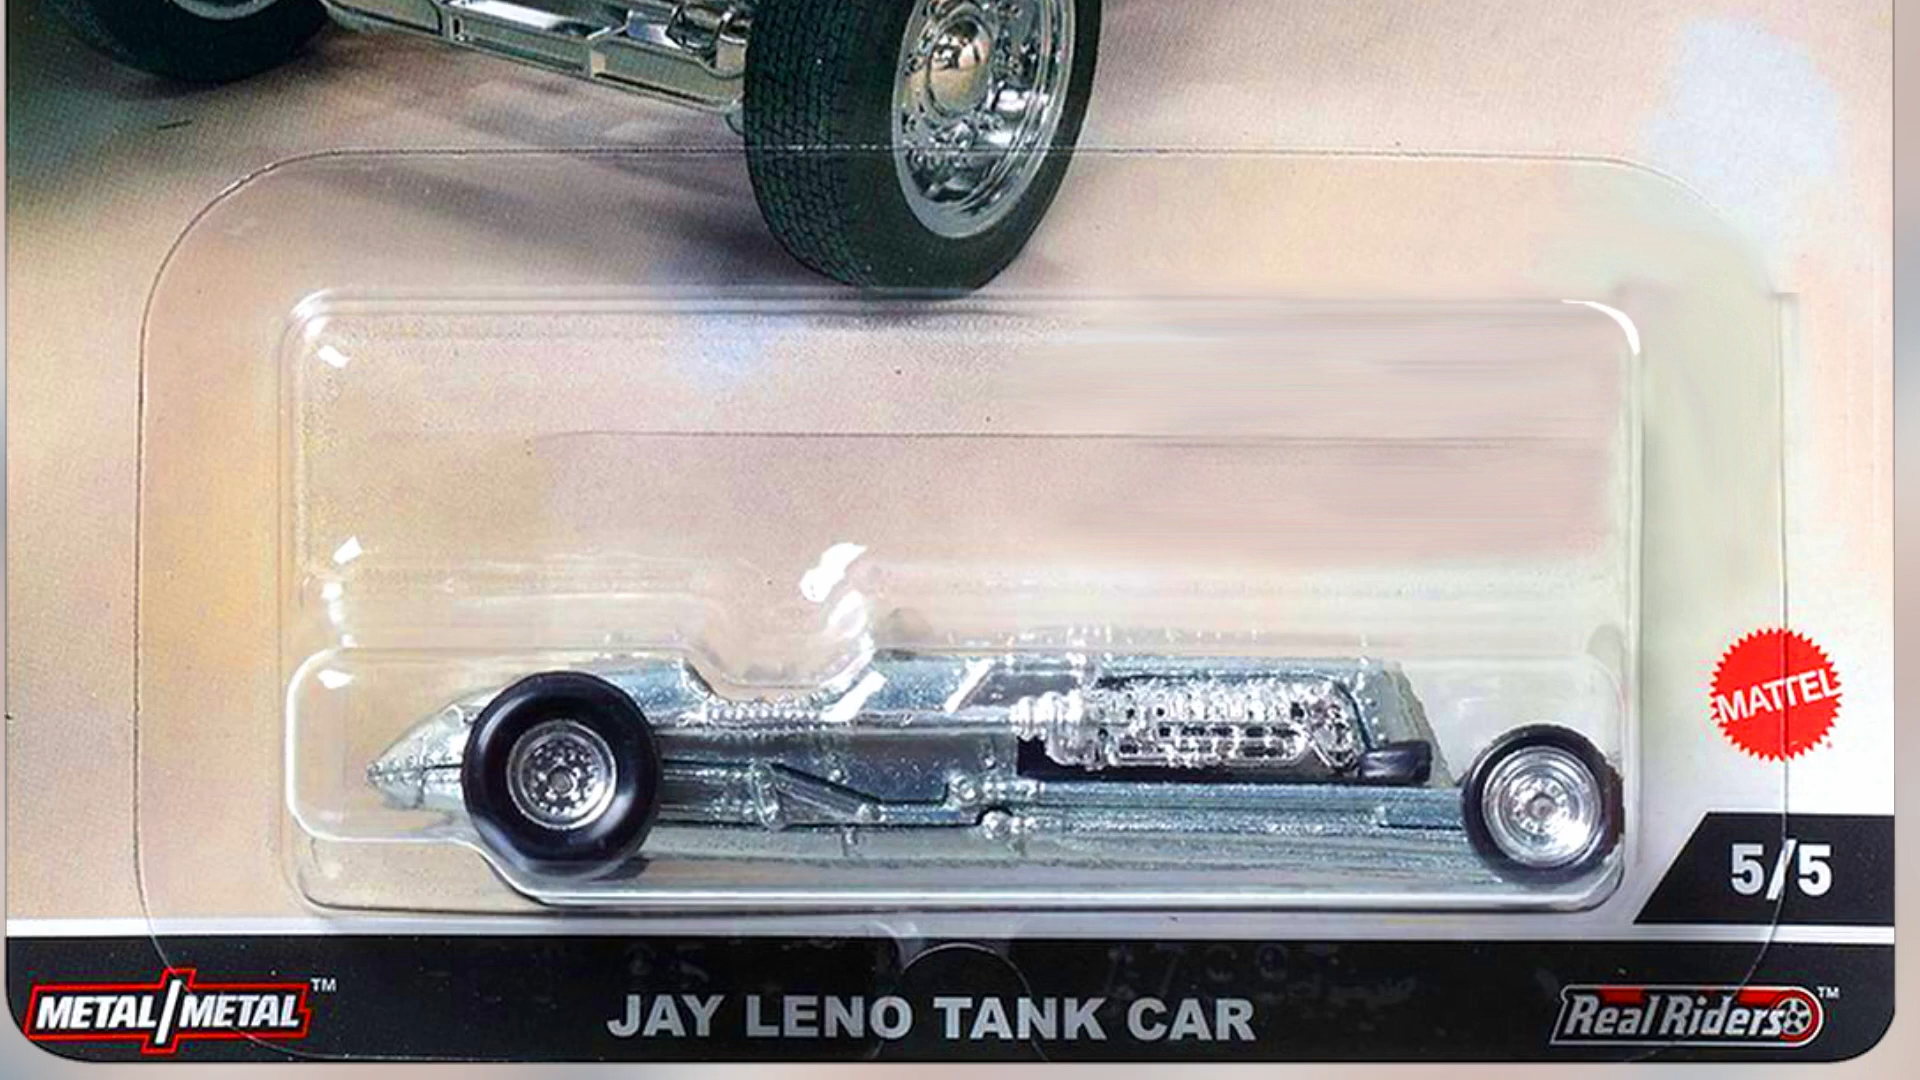 MATTEL
5/5
METAL/METAL™
JAY LENO TANK CAR
Real Riders™